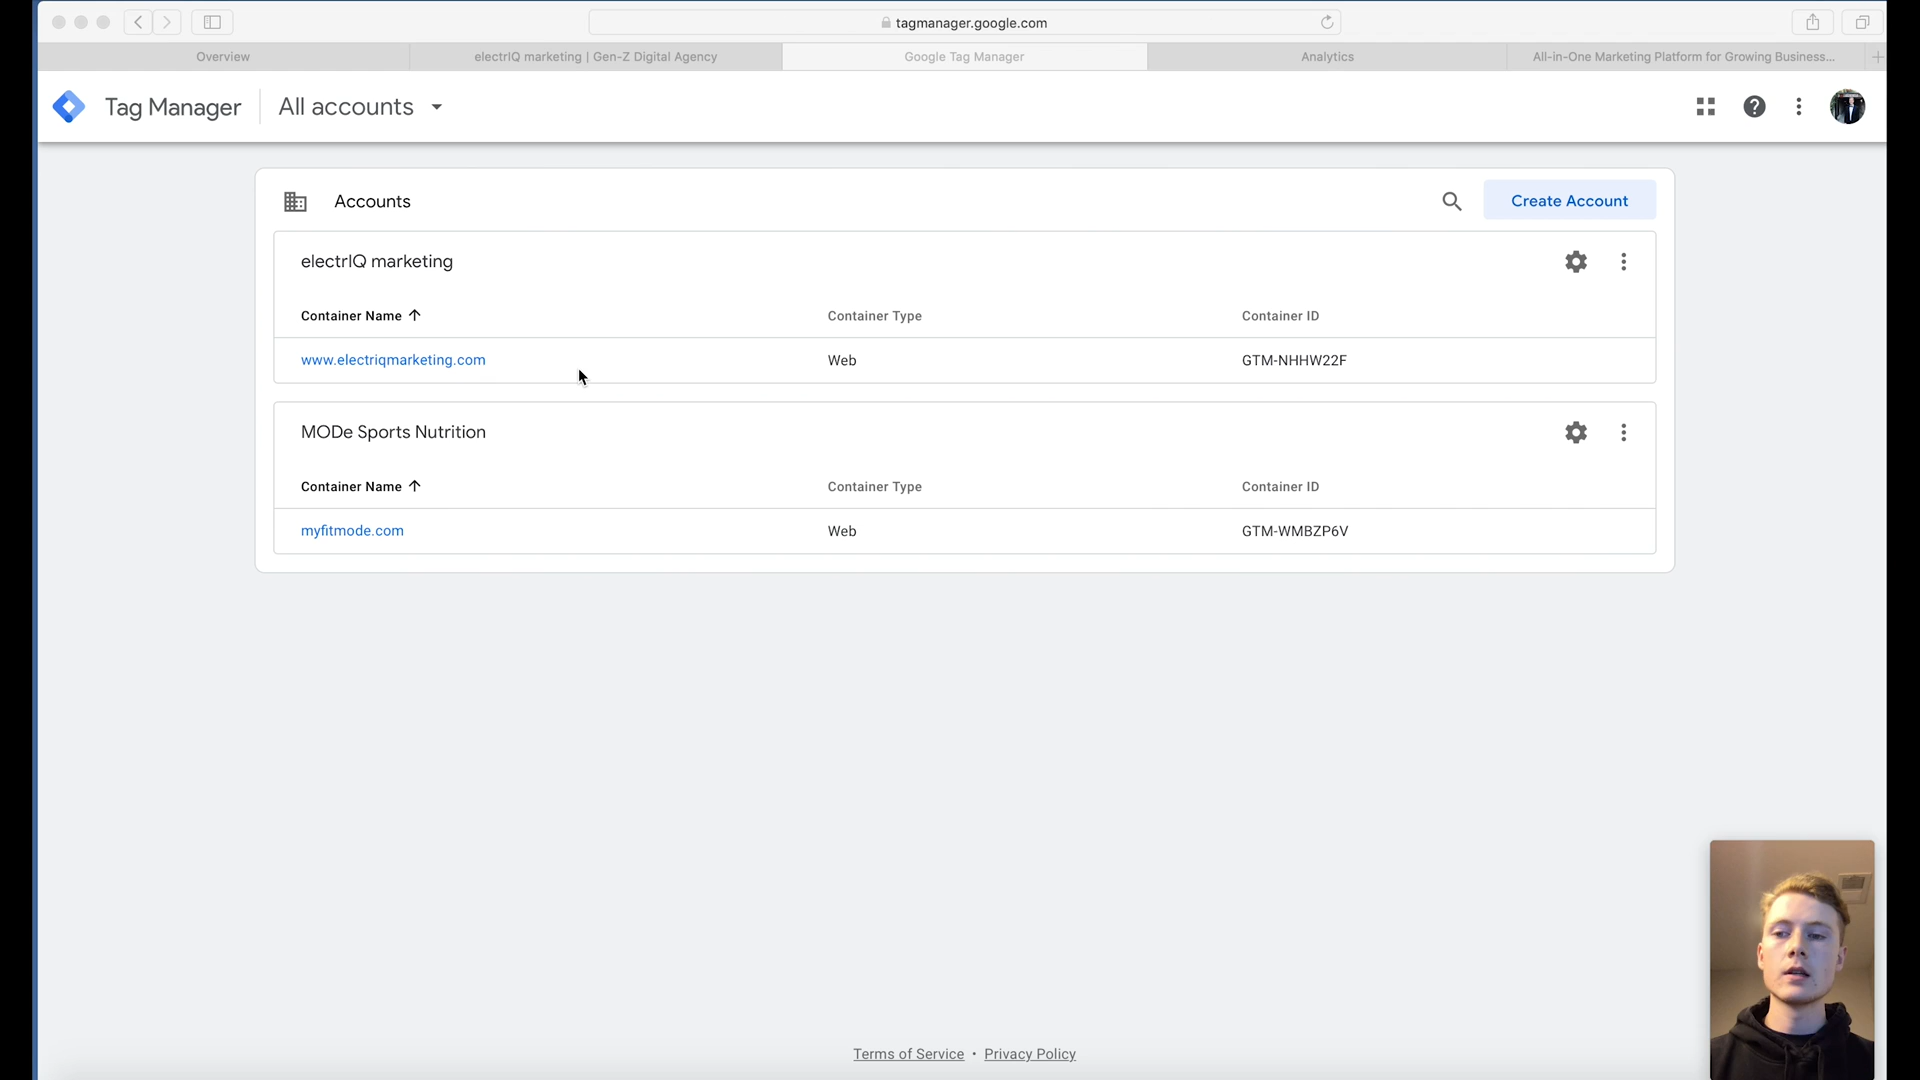 tagmanager.google.com
Overview
electrIQ marketing | Gen-Z Digital Agency
Google Tag Manager
Analytics
All-in-One Marketing Platform for Growing Business...
Tag Manager
All accounts
Accounts
Create Account
electrIQ marketing
Container Name
Container Type
Container ID
www.electriqmarketing.com
Web
GTM-NHHW22F
MODe Sports Nutrition
Container Name
Container Type
Container ID
myfitmode.com
Web
GTM-WMBZP6V
Terms of Service • Privacy Policy